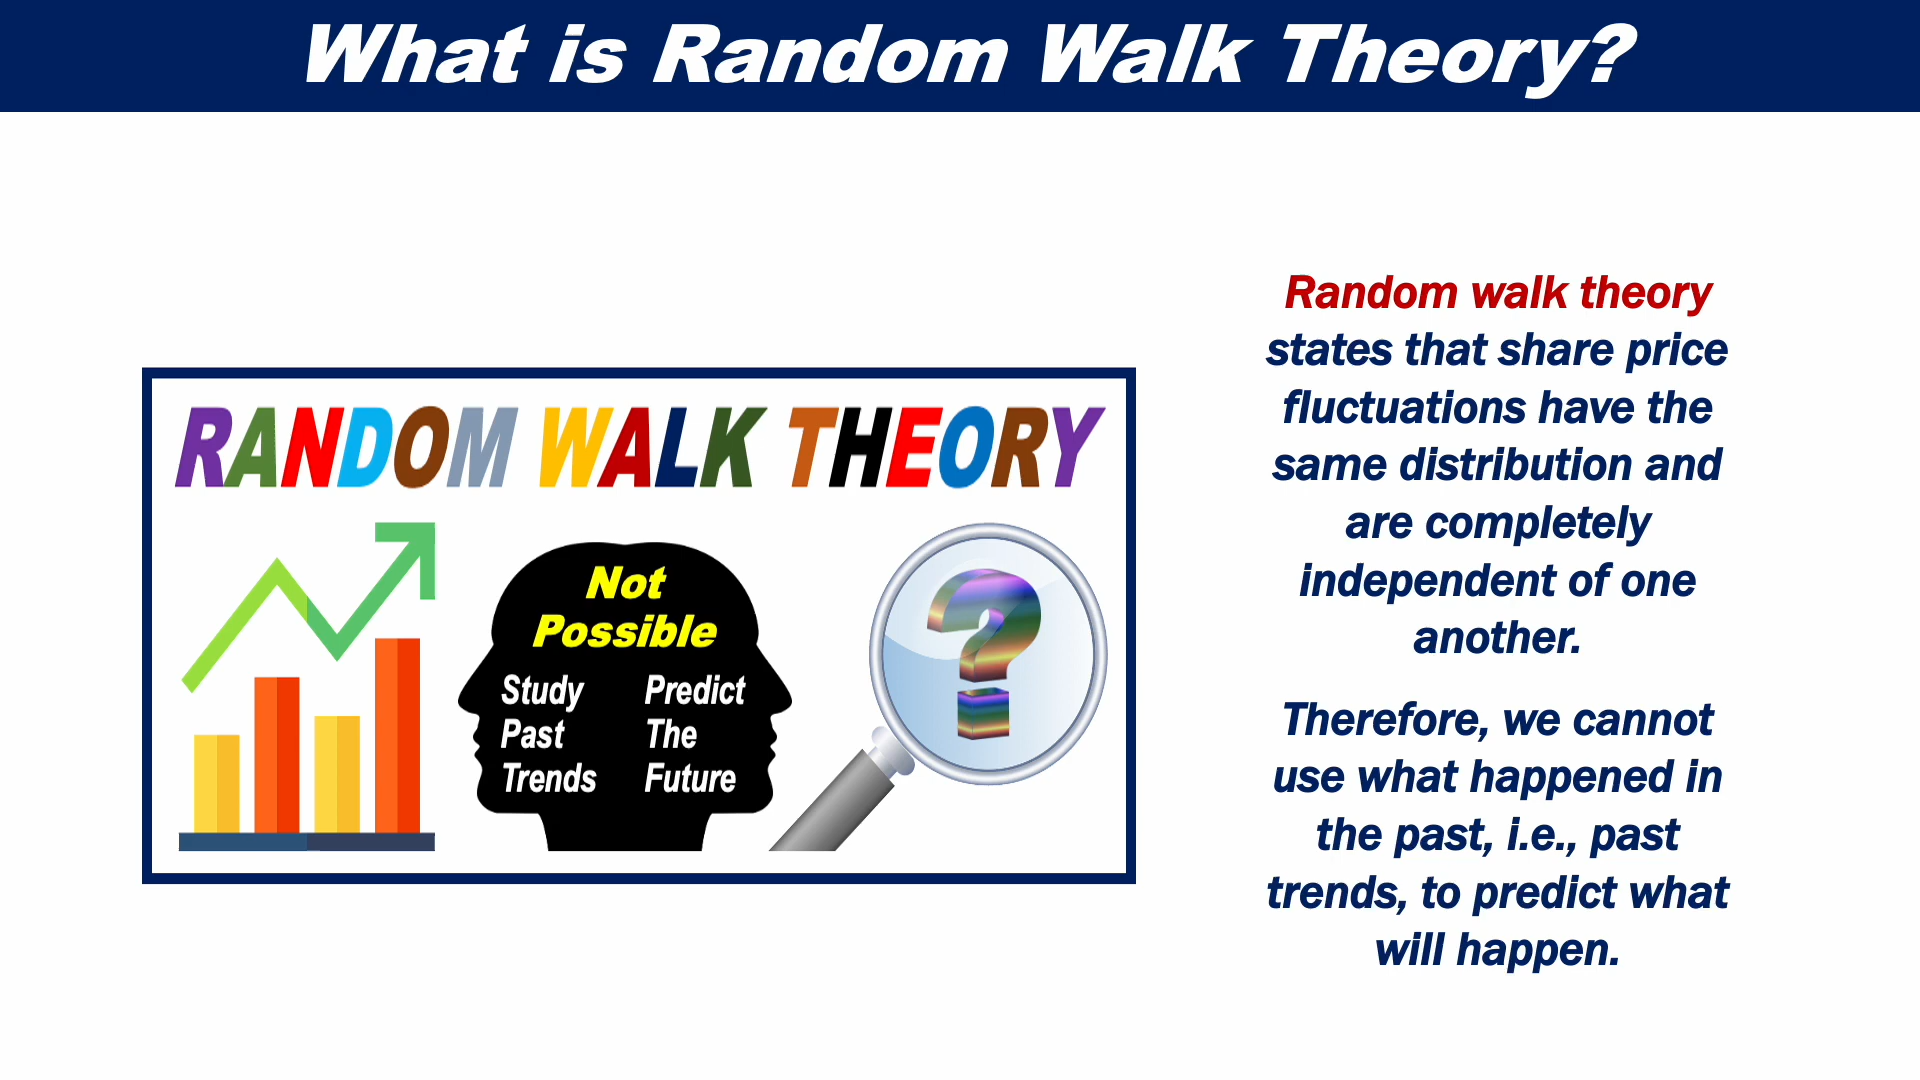 What is Random Walk Theory?
RANDOM WALK THEORY
Not
Possible
Study
Past
Trends
Predict
The
Future
?
Random walk theory
states that share price
fluctuations have the
same distribution and
are completely
independent of one
another.
Therefore, we cannot
use what happened in
the past, i.e., past
trends, to predict what
will happen.